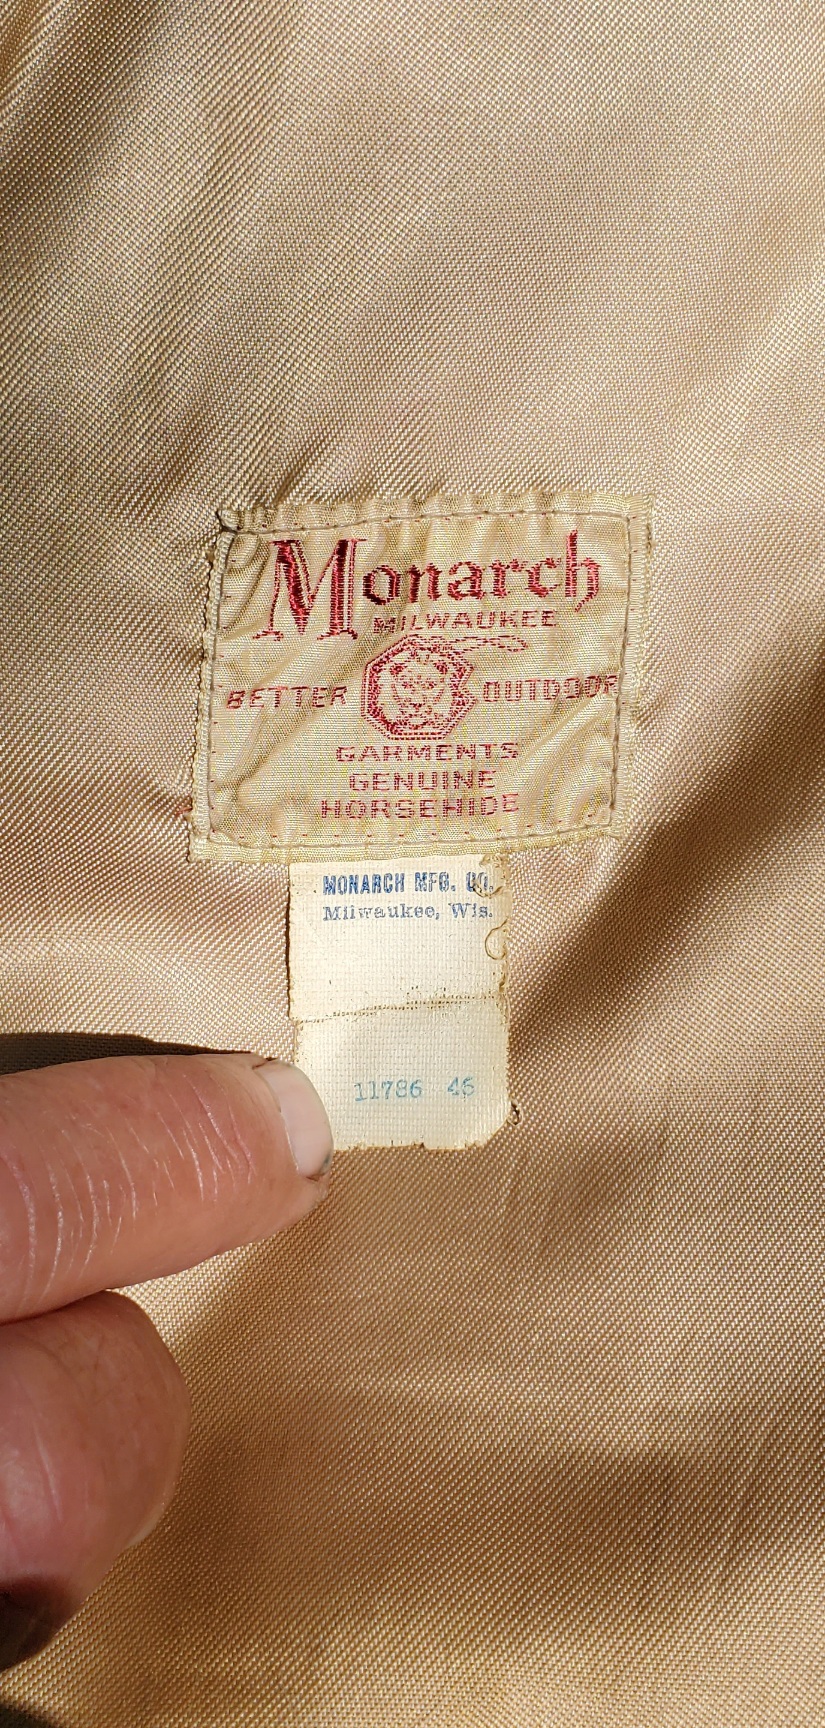 Monarch
MILWAUKEE
BETTER OUTDOOR
GARMENTS
GENUINE
HORSEHIDE
MONARCH MFG. CO.
Milwaukee, Wis.
11786 46